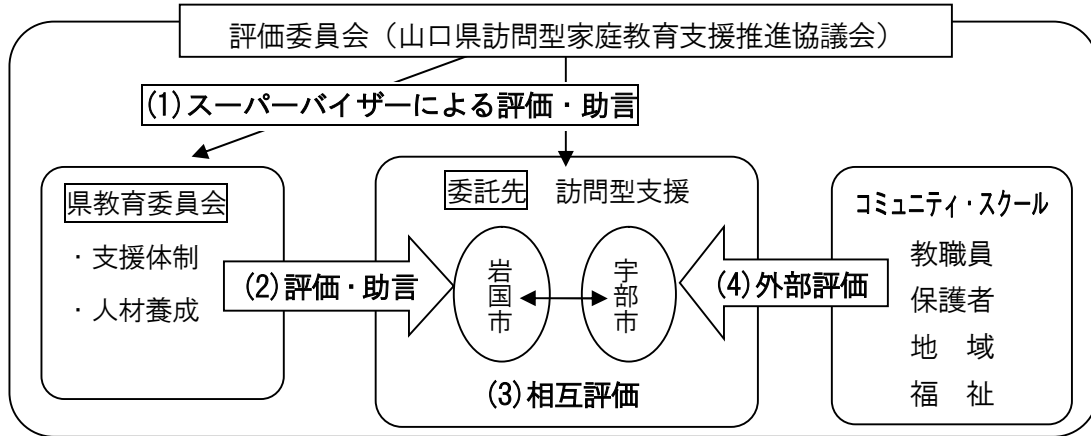 評価委員会（山口県訪問型家庭教育支援推進協議会）
(1)スーパーバイザーによる評価・助言
県教育委員会
・支援体制
・人材養成
(2)評価・助言
委託先　訪問型支援
岩国市
宇部市
(3)相互評価
(4)外部評価
コミュニティ・スクール
教職員
保護者
地　域
福　祉